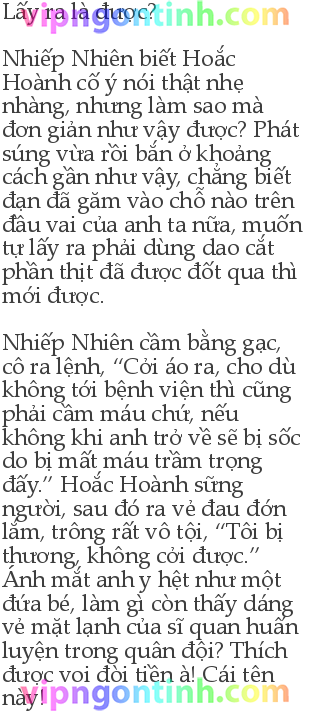 Lấy ra là được?
vipngontinh.com
Nhiếp Nhiên biết Hoắc
Hoành cố ý nói thật nhẹ
nhàng, nhưng làm sao mà
đơn giản như vậy được? Phát
súng vừa rồi bắn ở khoảng
cách gần như vậy, chẳng biết
đạn đã găm vào chỗ nào trên
đầu vai của anh ta nữa, muốn
tự lấy ra phải dùng dao cắt
phần thịt đã được đốt qua thì
mới được.
Nhiếp Nhiên cầm bằng gạc,
cô ra lệnh, “Cởi áo ra, cho dù
không tới bệnh viện thì cũng
phải cầm máu chứ, nếu
không khi anh trở về sẽ bị sốc
do bị mất máu trầm trọng
đấy.” Hoắc Hoành sững
người, sau đó ra vẻ đau đớn
lắm, trông rất vô tội, “Tôi bị
thương, không cởi được.”
Ánh mắt anh y hệt như một
đứa bé, làm gì còn thấy dáng
vẻ mặt lạnh của sĩ quan huấn
luyện trong quân đội? Thích
được voi đòi tiền à! Cái tên
này!
vipngontinh.com